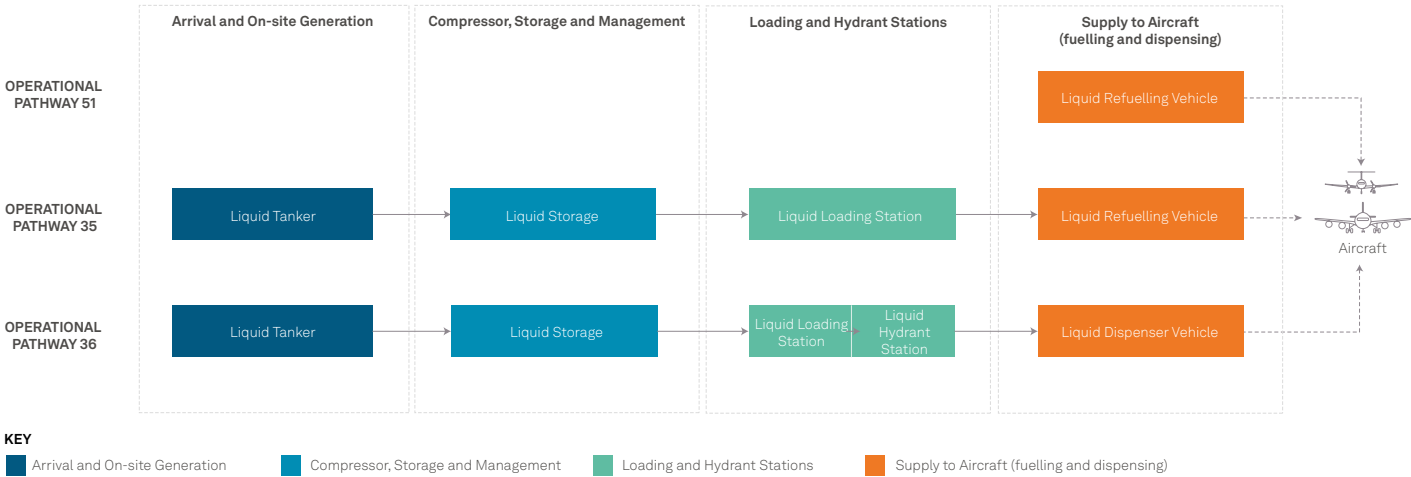 Arrival and On-site Generation
Compressor, Storage and Management
Loading and Hydrant Stations
Supply to Aircraft
(fuelling and dispensing)
OPERATIONAL
PATHWAY 51
Liquid Refuelling Vehicle
OPERATIONAL
PATHWAY 35
Liquid Tanker
Liquid Storage
Liquid Loading Station
Liquid Refuelling Vehicle
Aircraft
OPERATIONAL
PATHWAY 36
Liquid Tanker
Liquid Storage
Liquid Loading
Station
Liquid
Hydrant
Station
Liquid Dispenser Vehicle
KEY
Arrival and On-site Generation
Compressor, Storage and Management
Loading and Hydrant Stations
Supply to Aircraft (fuelling and dispensing)